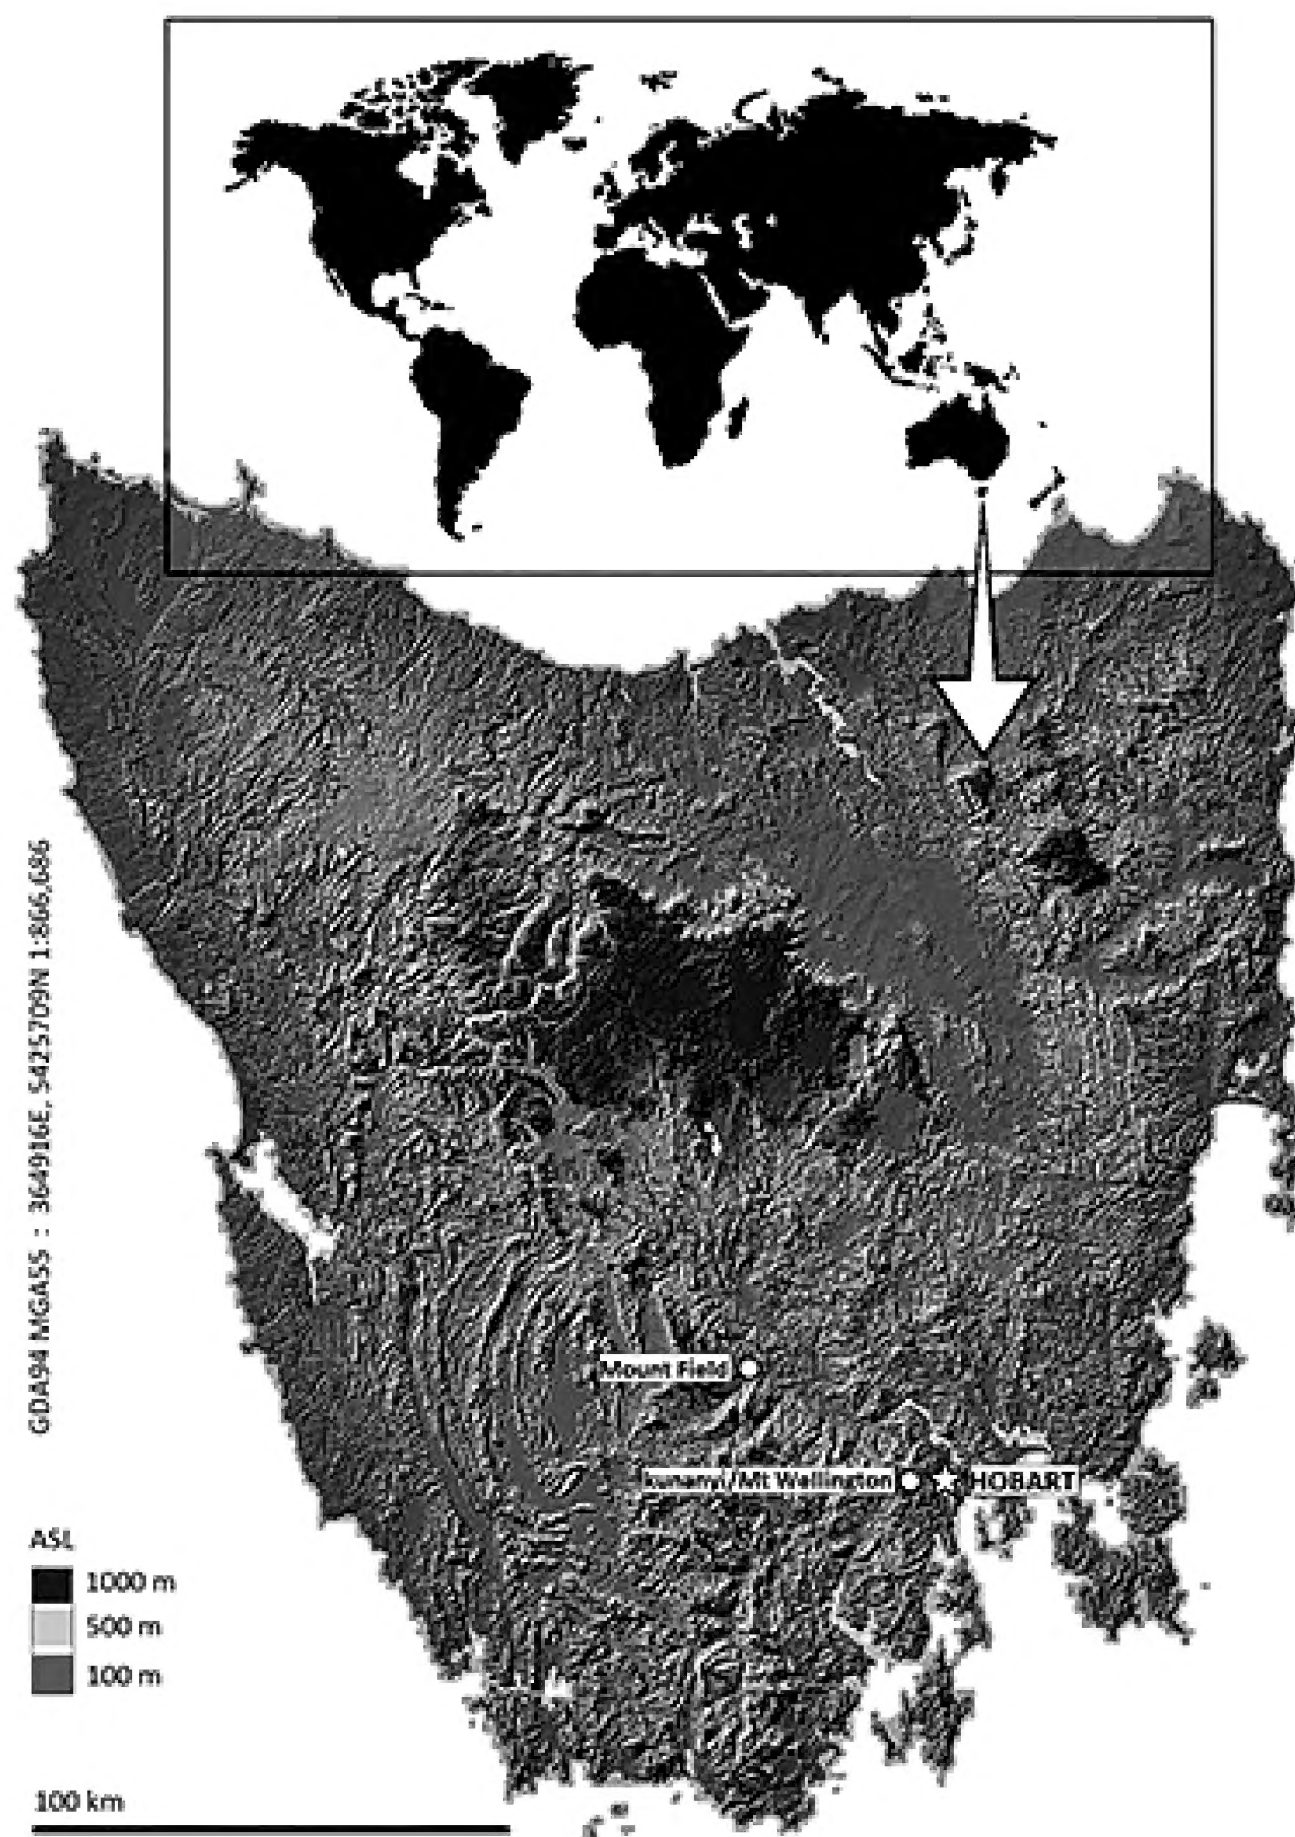 GDA94 MGA55 : 364916E, 5425709N 1:866,686
Mount Field
kunanyi/Mt Wellington
HOBART
ASL
1000 m
500 m
100 m
100 km